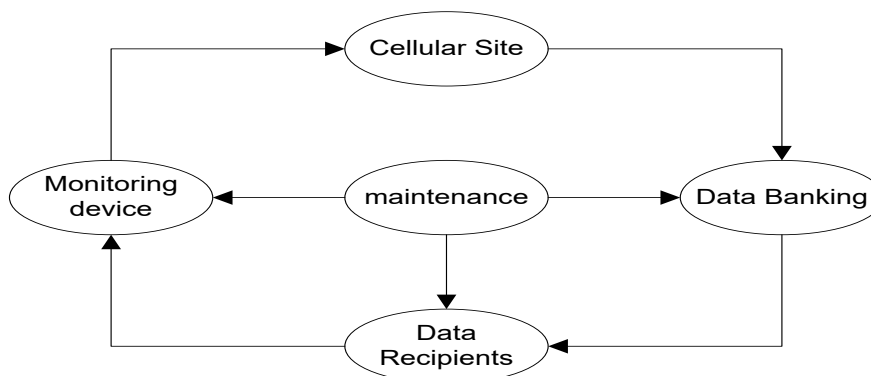 Cellular Site
Monitoring
device
maintenance
Data Banking
Data
Recipients